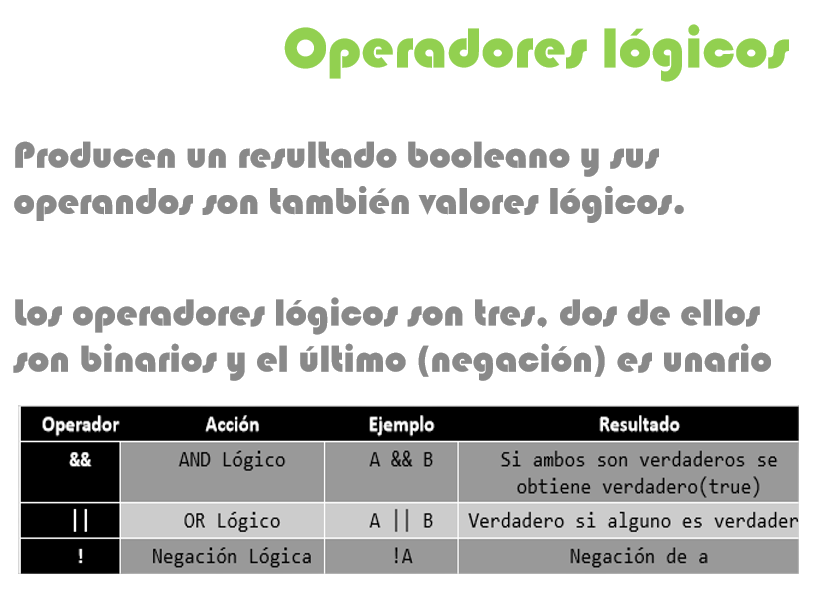 Operadores lógicos
Producen un resultado booleano y sus
operandos son también valores lógicos.
Los operadores lógicos son tres, dos de ellos
son binarios y el último (negación) es unario
Operador Acción Ejemplo Resultado
&& AND Lógico A && B Si ambos son verdaderos se
obtiene verdadero(true)
|| OR Lógico A || B Verdadero si alguno es verdader
! Negación Lógica !A Negación de a